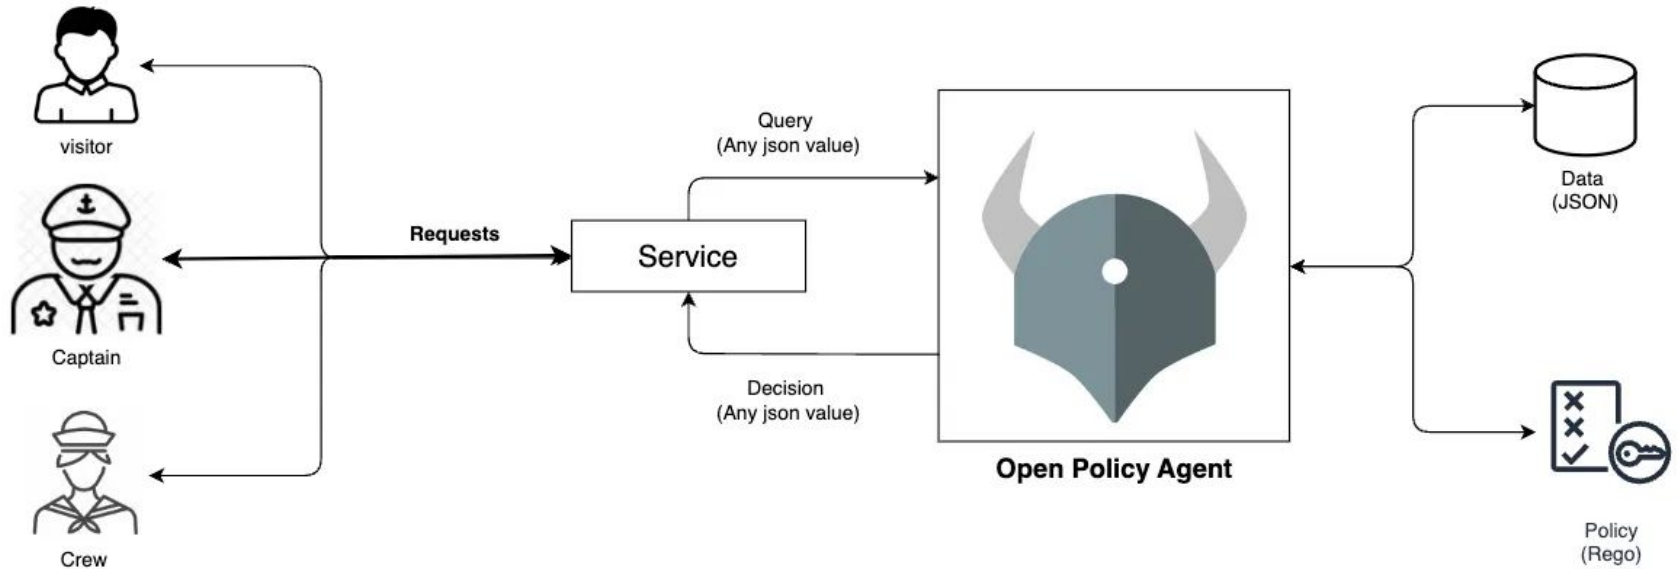 visitor
Captain
Crew
Requests
Service
Query
(Any json value)
Decision
(Any json value)
Open Policy Agent
Data
(JSON)
Policy
(Rego)